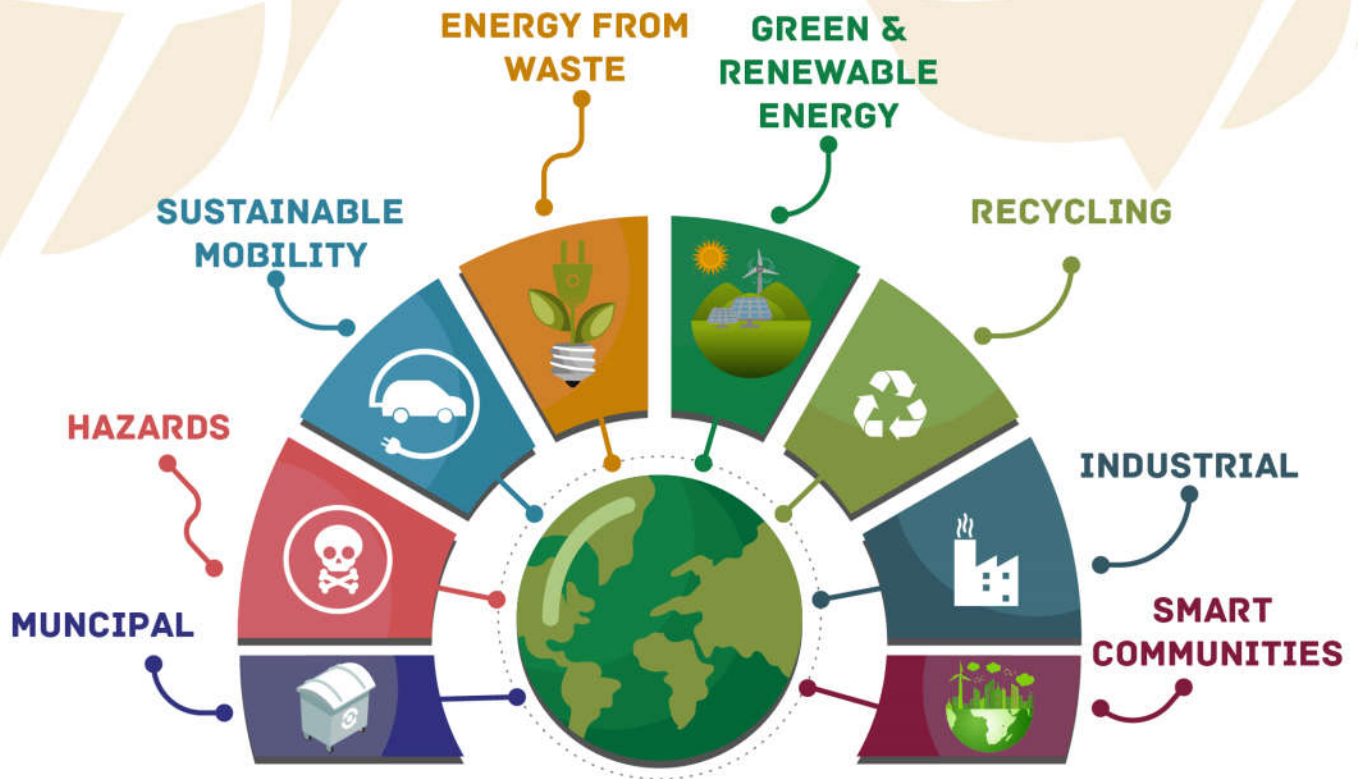 ENERGY FROM
WASTE
GREEN &
RENEWABLE
ENERGY
SUSTAINABLE
MOBILITY
RECYCLING
HAZARDS
INDUSTRIAL
MUNCIPAL
SMART
COMMUNITIES